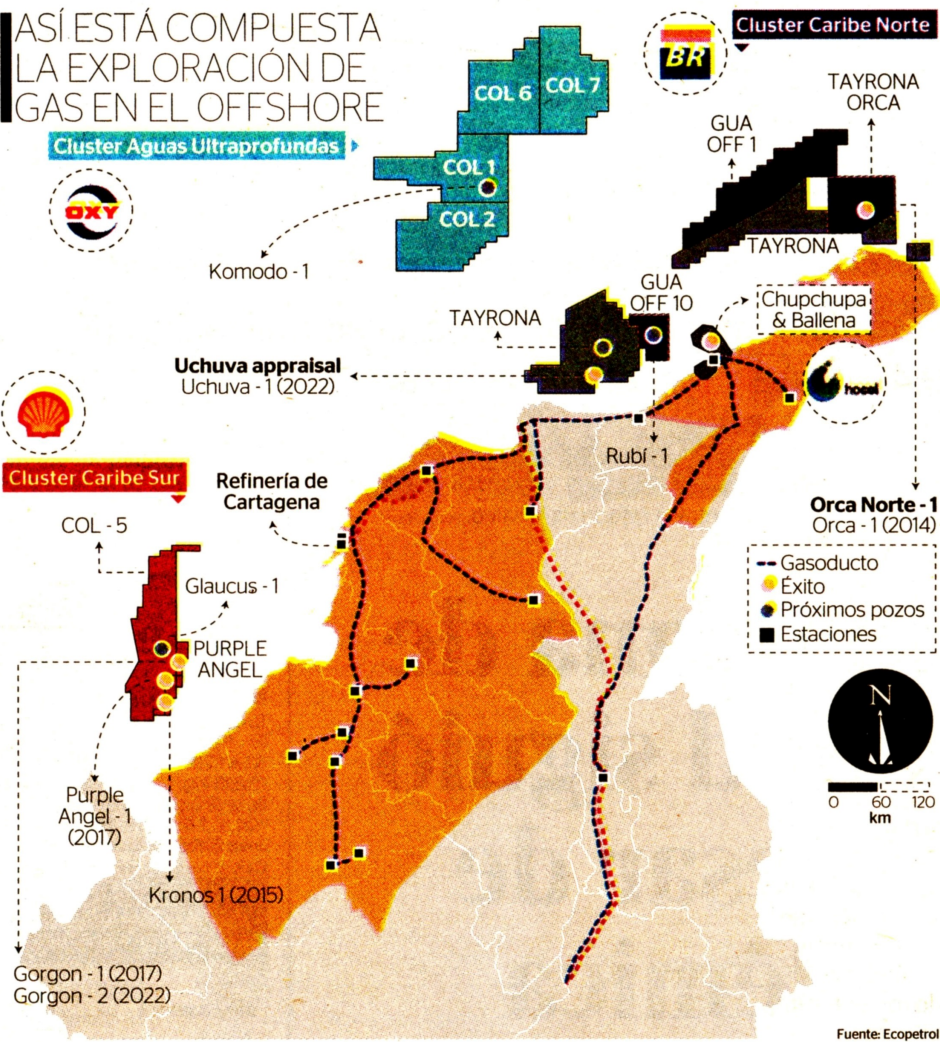 ASÍ ESTÁ COMPUESTA
LA EXPLORACIÓN DE
GAS EN EL OFFSHORE
Cluster Aguas Ultraprofundas
OXY
COL 6
COL 7
COL 1
COL 2
Komodo - 1
BR
Cluster Caribe Norte
TAYRONA
ORCA
GUA
OFF 1
TAYRONA
GUA
OFF 10
TAYRONA
Chupchupa
& Ballena
Uchuva appraisal
Uchuva - 1 (2022)
hocol
Rubí - 1
Cluster Caribe Sur
Refinería de
Cartagena
Orca Norte - 1
Orca - 1 (2014)
COL - 5
Glaucus - 1
PURPLE
ANGEL
Gasoducto
Éxito
Próximos pozos
Estaciones
N
0 60 120
km
Purple
Angel - 1
(2017)
Kronos 1 (2015)
Gorgon - 1 (2017)
Gorgon - 2 (2022)
Fuente: Ecopetrol